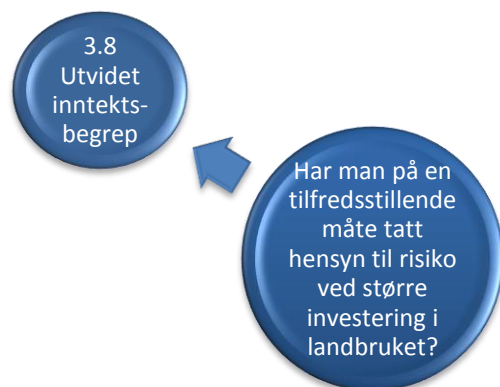 3.8
Utvidet
inntekts-
begrep
Har man på en
tilfredsstillende
måte tatt
hensyn til risiko
ved større
investering i
landbruket?